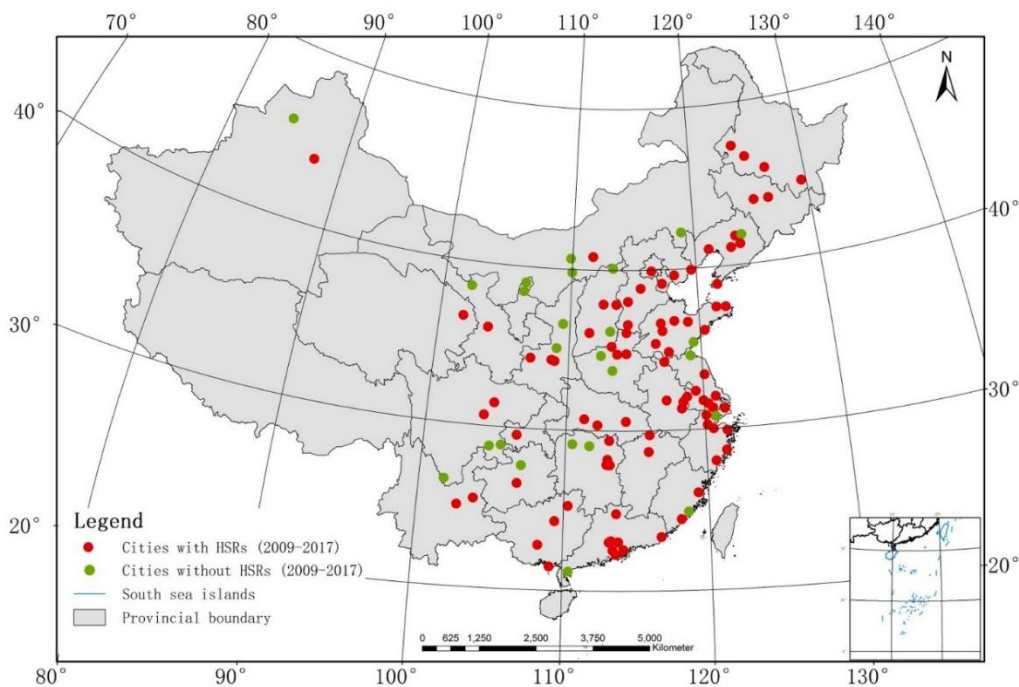 70° 80° 90° 100° 110° 120° 130° 140°
N
40°
40°
30°
30°
20°
20°
Legend
Cities with HSRs (2009-2017)
Cities without HSRs (2009-2017)
South sea islands
Provincial boundary
0 625 1,250 2,500 3,750 5,000
Kilometer
80° 90° 100° 110° 120° 130°